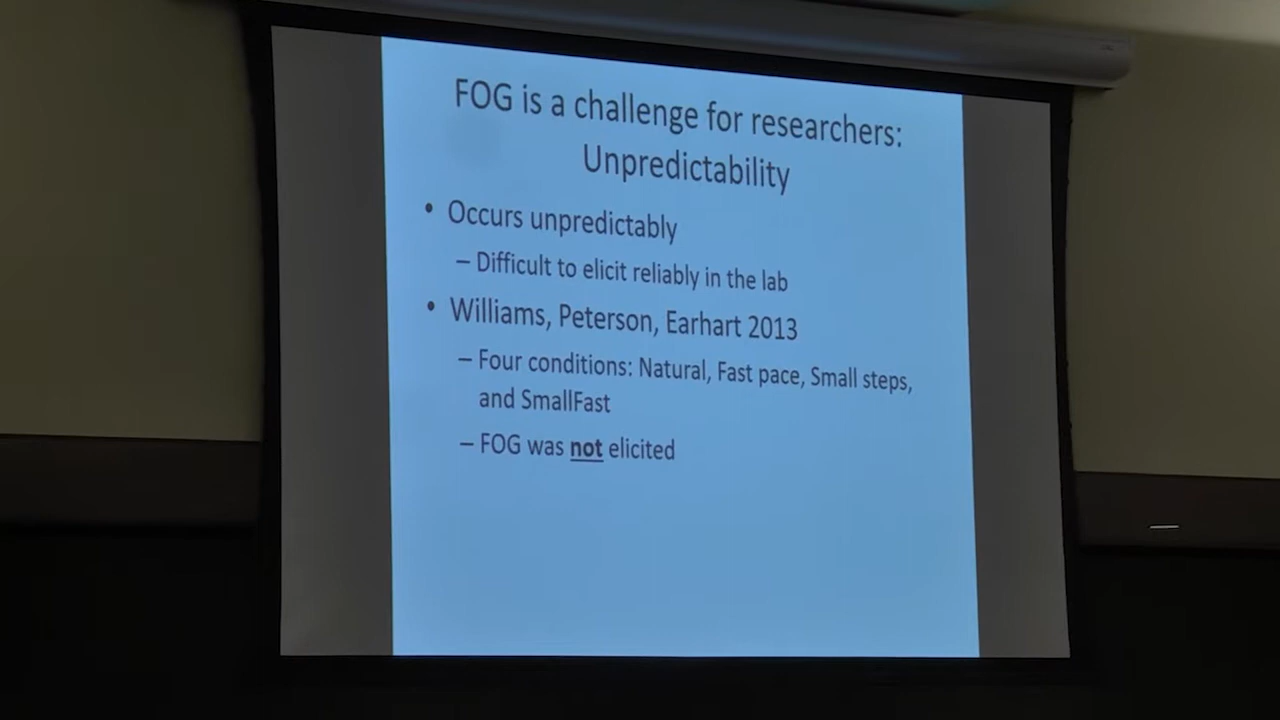 FOG is a challenge for researchers:
Unpredictability
• Occurs unpredictably
– Difficult to elicit reliably in the lab
• Williams, Peterson, Earhart 2013
– Four conditions: Natural, Fast pace, Small steps,
and SmallFast
– FOG was not elicited